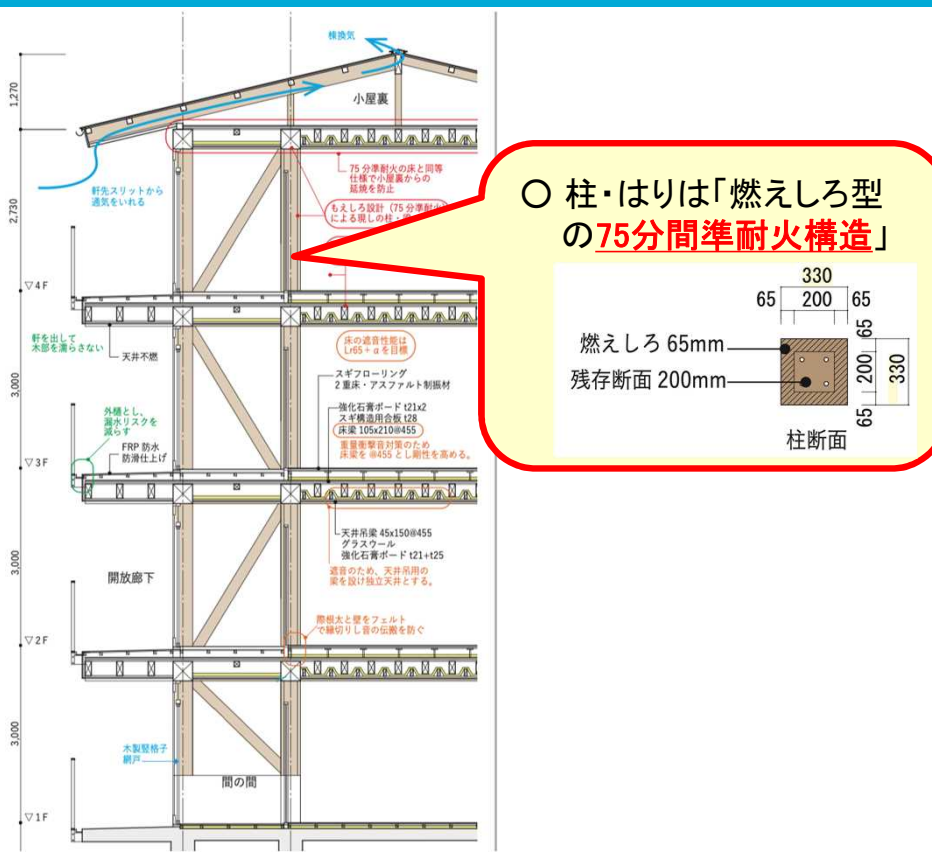 棟換気
小屋裏
1,270
軒先スリットから
通気をいれる
75分準耐火の床と同等
仕様で小屋裏からの
延焼を防止
もえしろ設計(75分準耐火)
による現しの柱・
2,730
▽4F
軒を出して
木部を濡らさない
天井不燃
床の遮音性能は
Lr65+αを目標
スギフローリング
2重床・アスファルト制振材
強化石膏ボード t21x2
スギ構造用合板 t28
床梁 105x210@455
重量衝撃音対策のため
床梁を@455とし剛性を高める。
3,000
外樋とし、
漏水リスクを
減らす
FRP防水
防滑仕上げ
▽3F
天井吊梁 45x150@455
グラスウール
強化石膏ボード t21+t25
遮音のため、天井吊用の
梁を設け独立天井とする。
3,000
開放廊下
際根太と壁をフェルト
で縁切りし音の伝搬を防ぐ
▽2F
3,000
木製竪格子
網戸
間の間
▽1F
〇 柱・はりは「燃えしろ型
の75分間準耐火構造」
330
65 200 65
燃えしろ 65mm
残存断面 200mm
65
200
65
330
柱断面